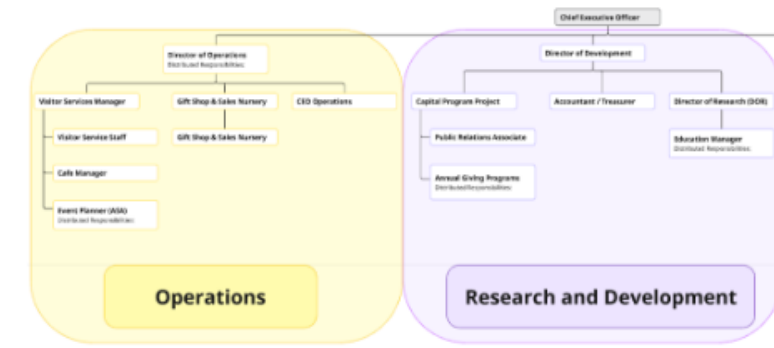 Chief Executive Officer
Director of Operations
Distributed Responsibilities:
Director of Development
Visitor Services Manager
Gift Shop & Sales Nursery
CEO Operations
Capital Program Project
Accountant / Treasurer
Director of Research (DOR)
Visitor Service Staff
Gift Shop & Sales Nursery
Public Relations Associate
Education Manager
Distributed Responsibilities:
Cafe Manager
Annual Giving Programs
Distributed Responsibilities:
Event Planner (ASA)
Distributed Responsibilities:
Operations
Research and Development